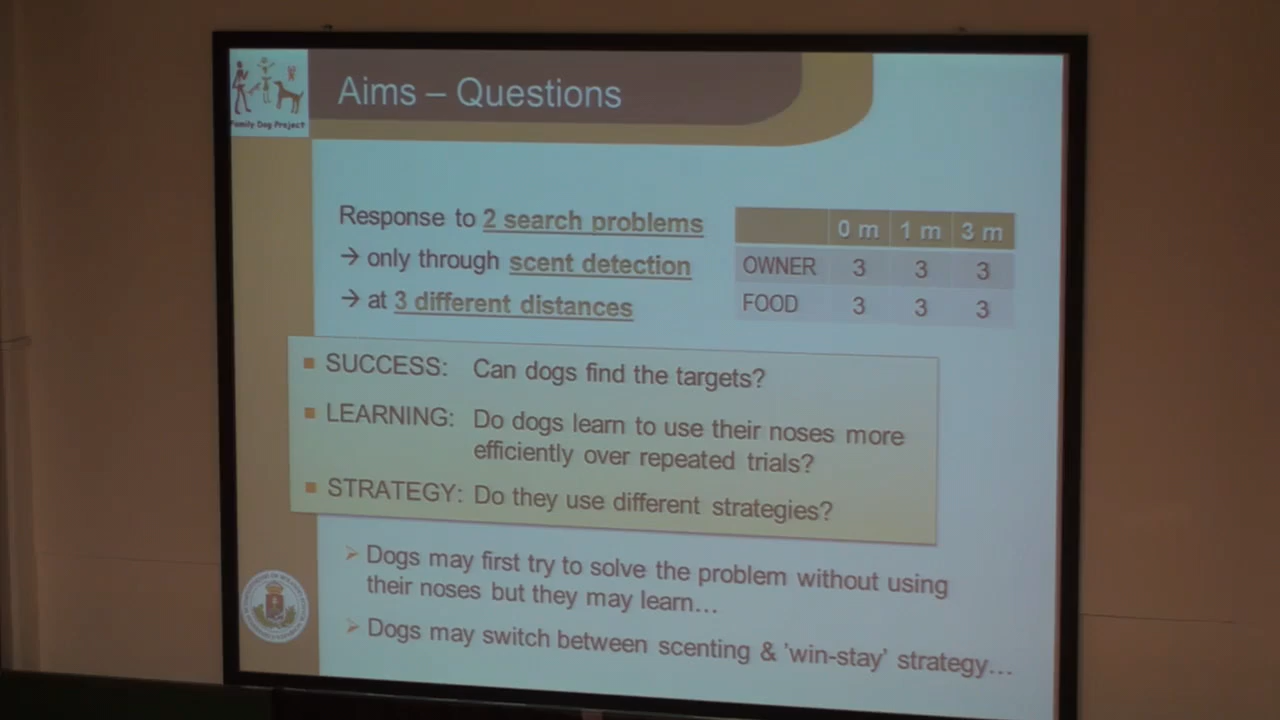 Family Dog Project
Aims – Questions
Response to 2 search problems
→ only through scent detection
→ at 3 different distances
0 m 1 m 3 m
OWNER 3 3 3
FOOD 3 3 3
SUCCESS: Can dogs find the targets?
LEARNING: Do dogs learn to use their noses more
efficiently over repeated trials?
STRATEGY: Do they use different strategies?
Dogs may first try to solve the problem without using
their noses but they may learn…
Dogs may switch between scenting & 'win-stay' strategy…